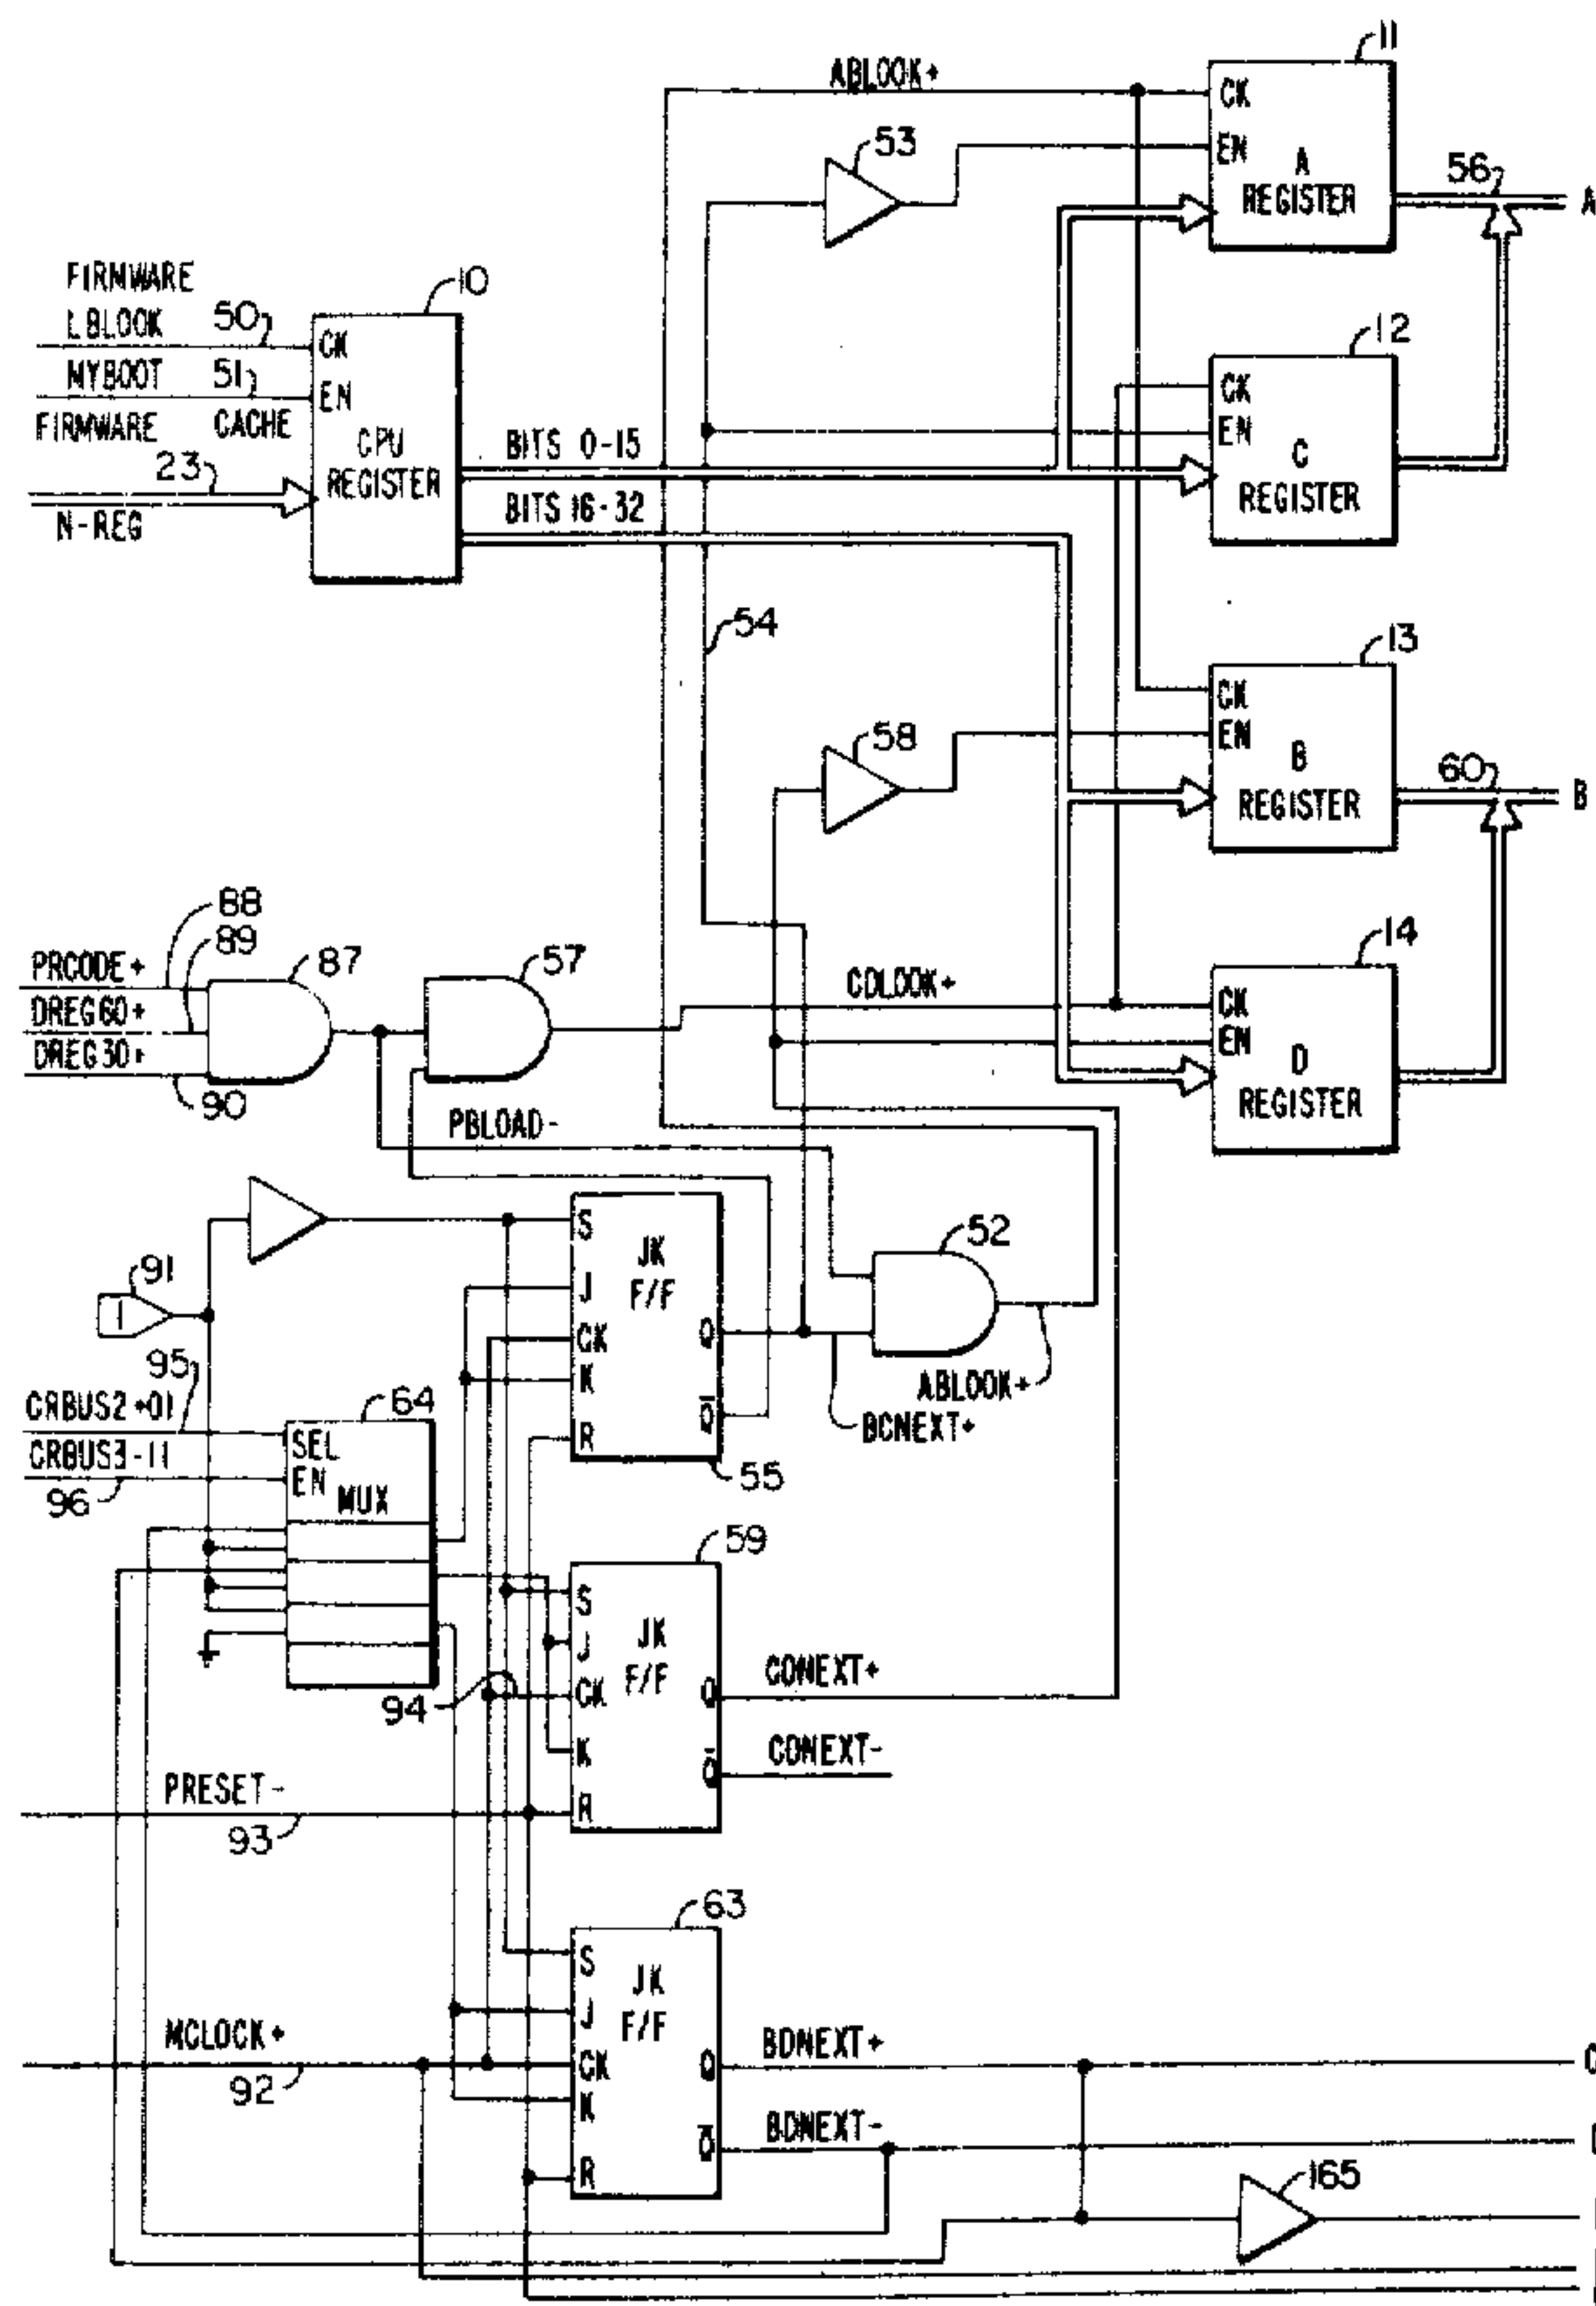 11
ABLOOK+
CK
53
EN
A
REGISTER
56
A
FIRMWARE
LBLOOK
50
10
CK
MYBOOT
51
EN
FIRMWARE
CACHE
CPU
REGISTER
23
N-REG
BITS 0-15
BITS 16-32
12
CK
EN
C
REGISTER
54
13
CK
EN
58
B
REGISTER
60
B
88
89
PRCODE+
87
57
DREG60+
DREG30+
90
CDLOOK+
14
CK
EN
D
REGISTER
PBLOAD-
S
JK
F/F
J
CK
K
R
Q
Q̅
52
91
1
ABLOOK+
BCNEXT+
55
95
CRBUS2+01
64
CRBUS3-11
SEL
EN
MUX
96
59
S
JK
F/F
J
CK
94
K
R
Q
Q̅
CDNEXT+
CDNEXT-
PRESET-
93
63
S
JK
F/F
J
CK
K
R
Q
Q̅
MCLOCK+
92
BDNEXT+
BDNEXT-
165